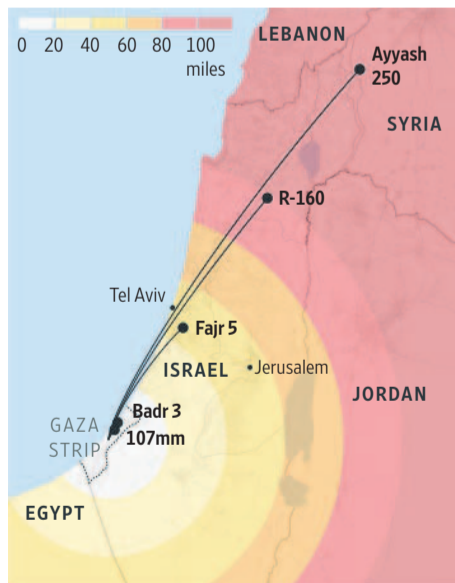 0 20 40 60 80 100
miles
LEBANON
Ayyash
250
SYRIA
R-160
Tel Aviv
Fajr 5
ISRAEL
Jerusalem
JORDAN
Badr 3
GAZA
STRIP
107mm
EGYPT